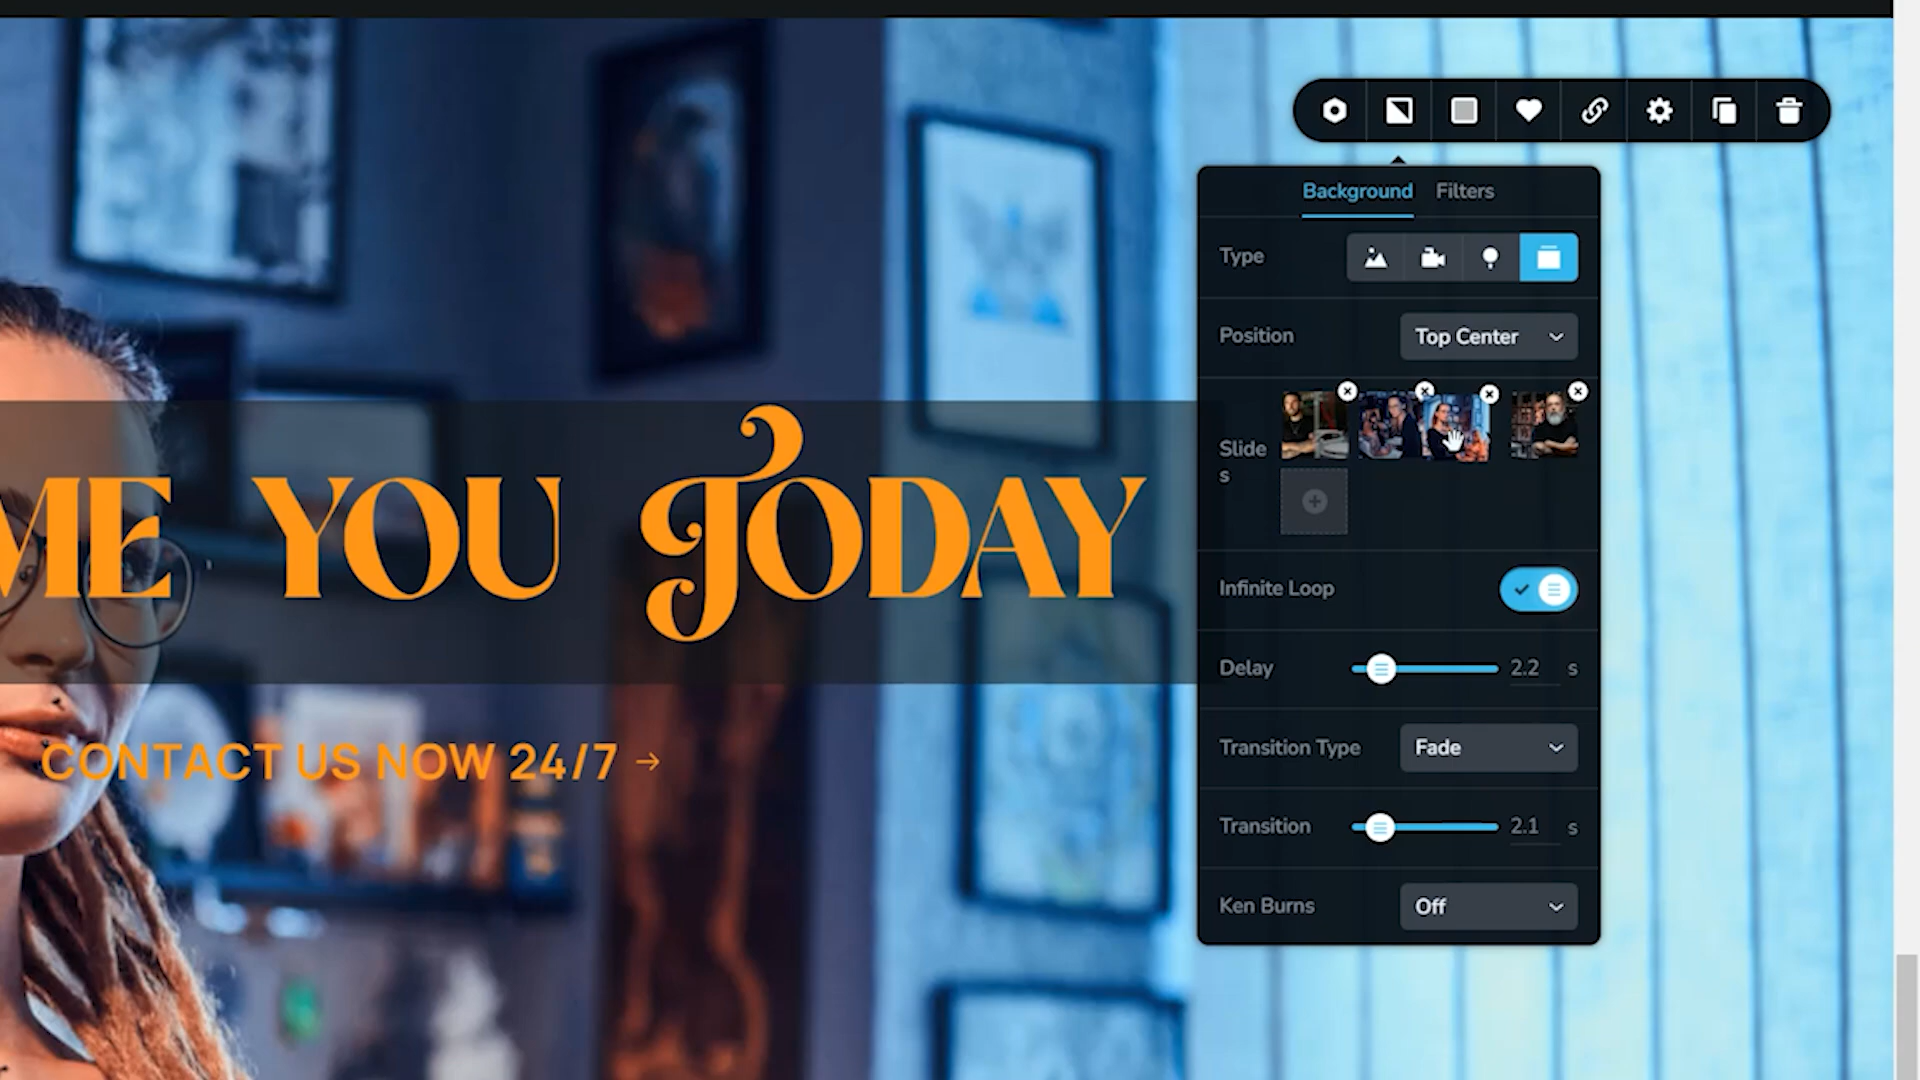 Background Filters
Type
Position Top Center
Slide
s
Infinite Loop
Delay 2.2 s
Transition Type Fade
Transition 2.1 s
Ken Burns Off
ME YOU TODAY
CONTACT US NOW 24/7 →